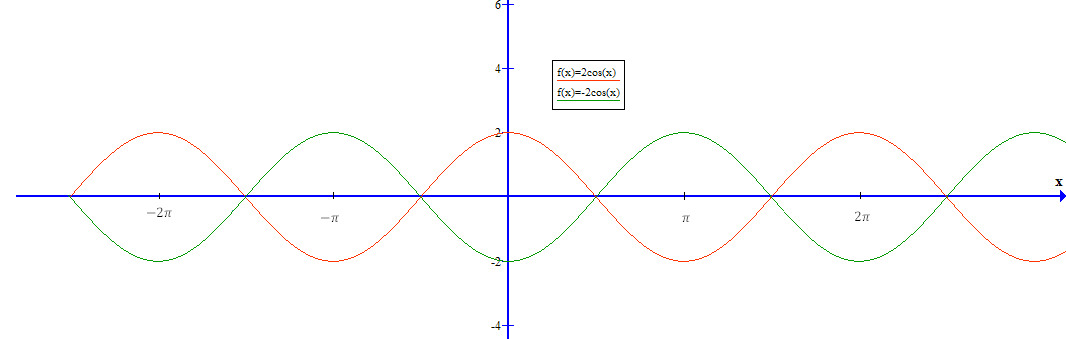 6
4
f(x)=2cos(x)
f(x)=-2cos(x)
2
x
−2π
−π
π
2π
-2
-4